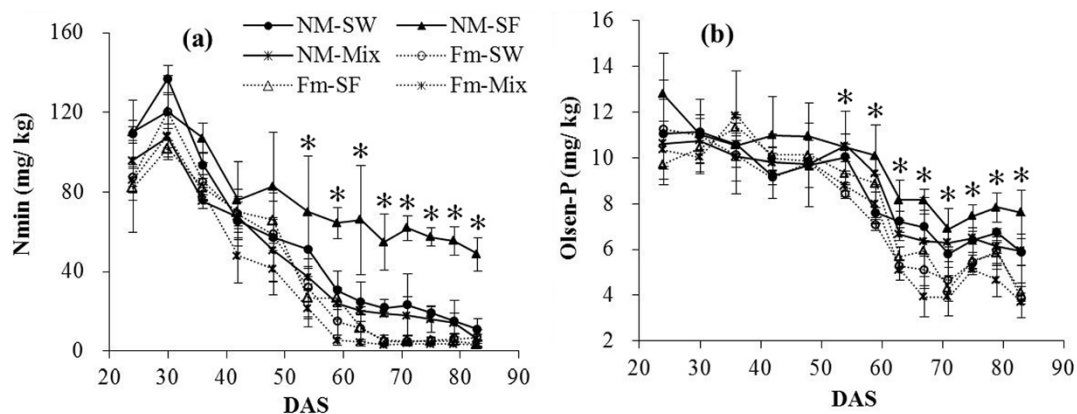 (a)
NM-SW NM-SF
NM-Mix Fm-SW
Fm-SF Fm-Mix
Nmin (mg/ kg)
160
120
80
40
0
* * * * * * * *
20 30 40 50 60 70 80 90
DAS
(b)
Olsen-P (mg/ kg)
16
14
12
10
8
6
4
2
* * * * * * * *
20 30 40 50 60 70 80 90
DAS